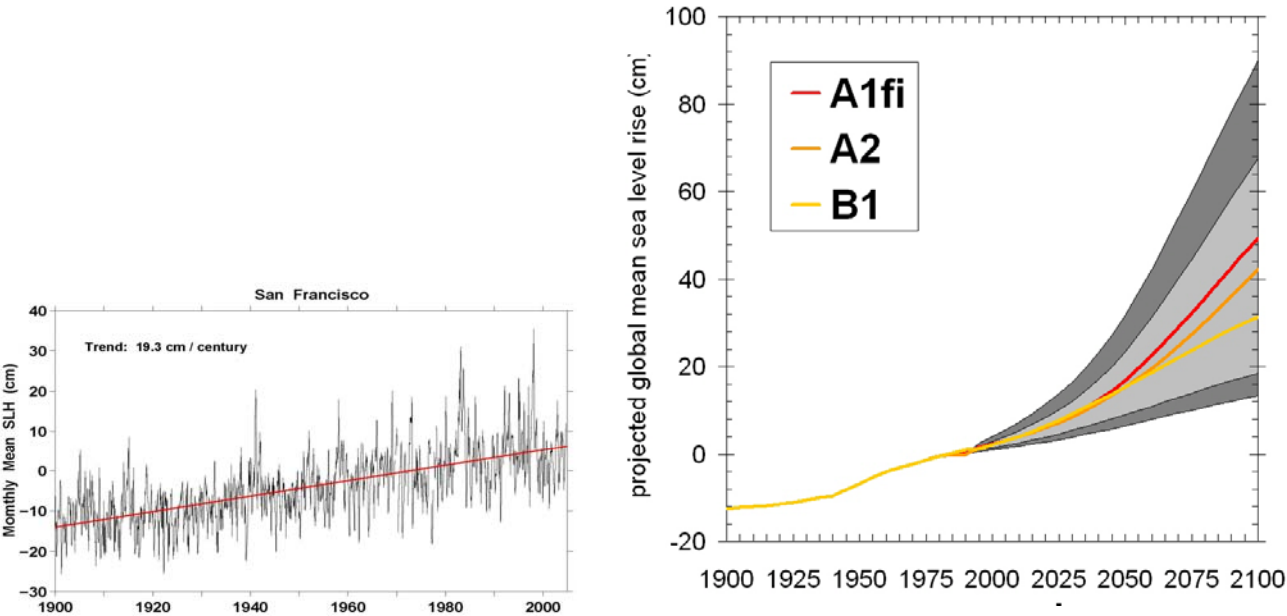 San Francisco
Trend: 19.3 cm / century
Momthly Mean SLH (cm)
40
30
20
10
0
−10
−20
−30
1900 1920 1940 1960 1980 2000
projected global mean sea level rise (cm)
100
80
60
40
20
0
-20
A1fi
A2
B1
1900 1925 1950 1975 2000 2025 2050 2075 2100